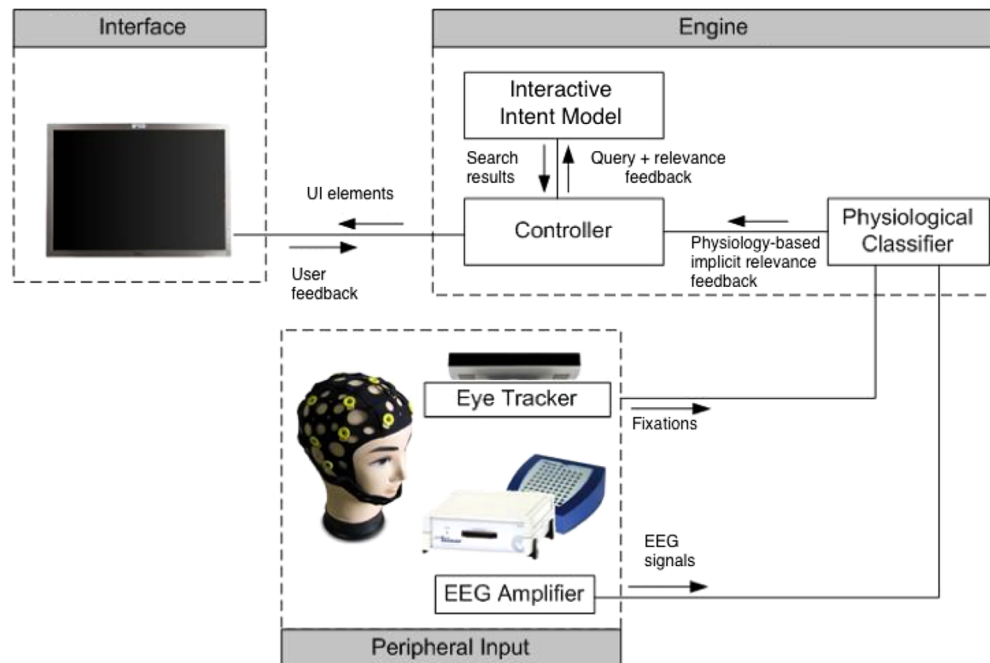 Interface
Engine
Interactive
Intent Model
Search
results
Query + relevance
feedback
UI elements
Controller
Physiological
Classifier
User
feedback
Physiology-based
implicit relevance
feedback
Eye Tracker
Fixations
EEG
signals
EEG Amplifier
Peripheral Input